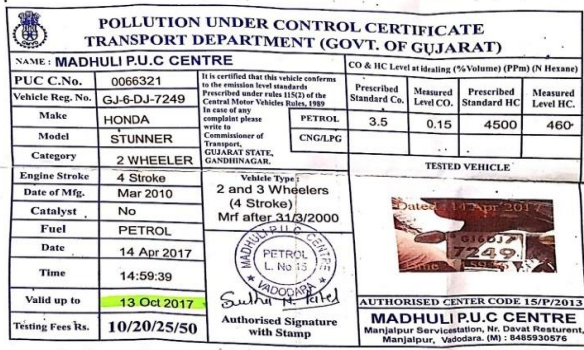 POLLUTION UNDER CONTROL CERTIFICATE
TRANSPORT DEPARTMENT (GOVT. OF GUJARAT)
NAME : MADHULI P.U.C CENTRE
PUC C.No. 0066321
Vehicle Reg. No. GJ-6-DJ-7249
Make HONDA
Model STUNNER
Category 2 WHEELER
Engine Stroke 4 Stroke
Date of Mfg. Mar 2010
Catalyst No
Fuel PETROL
Date 14 Apr 2017
Time 14:59:39
Valid up to 13 Oct 2017
Testing Fees Rs. 10/20/25/50
It is certified that this vehicle conforms
to the emission level standards
Prescribed under rules 115(2) of the
Central Motor Vehicles Rules, 1989
In case of any
complaint please
write to
Commissioner of
Transport,
GUJARAT STATE,
GANDHINAGAR.
Vehicle Type :
2 and 3 Wheelers
(4 Stroke)
Mrf after 31/3/2000
MADHULI P.U.C CENTRE
PETROL
L. No 15
VADODARA
Authorised Signature
with Stamp
CO & HC Level at idealing (%Volume) (PPm) (N Hexane)
Prescribed Standard Co. Measured Level CO. Prescribed Standard HC Measured Level HC.
PETROL 3.5 0.15 4500 460
CNG/LPG
TESTED VEHICLE
Dated 14 Apr 2017
GJ6DJ
7249
AUTHORISED CENTER CODE 15/P/2013
MADHULI P.U.C CENTRE
Manjalpur Servicestation, Nr. Davat Resturent,
Manjalpur, Vadodara. (M) : 8485930576